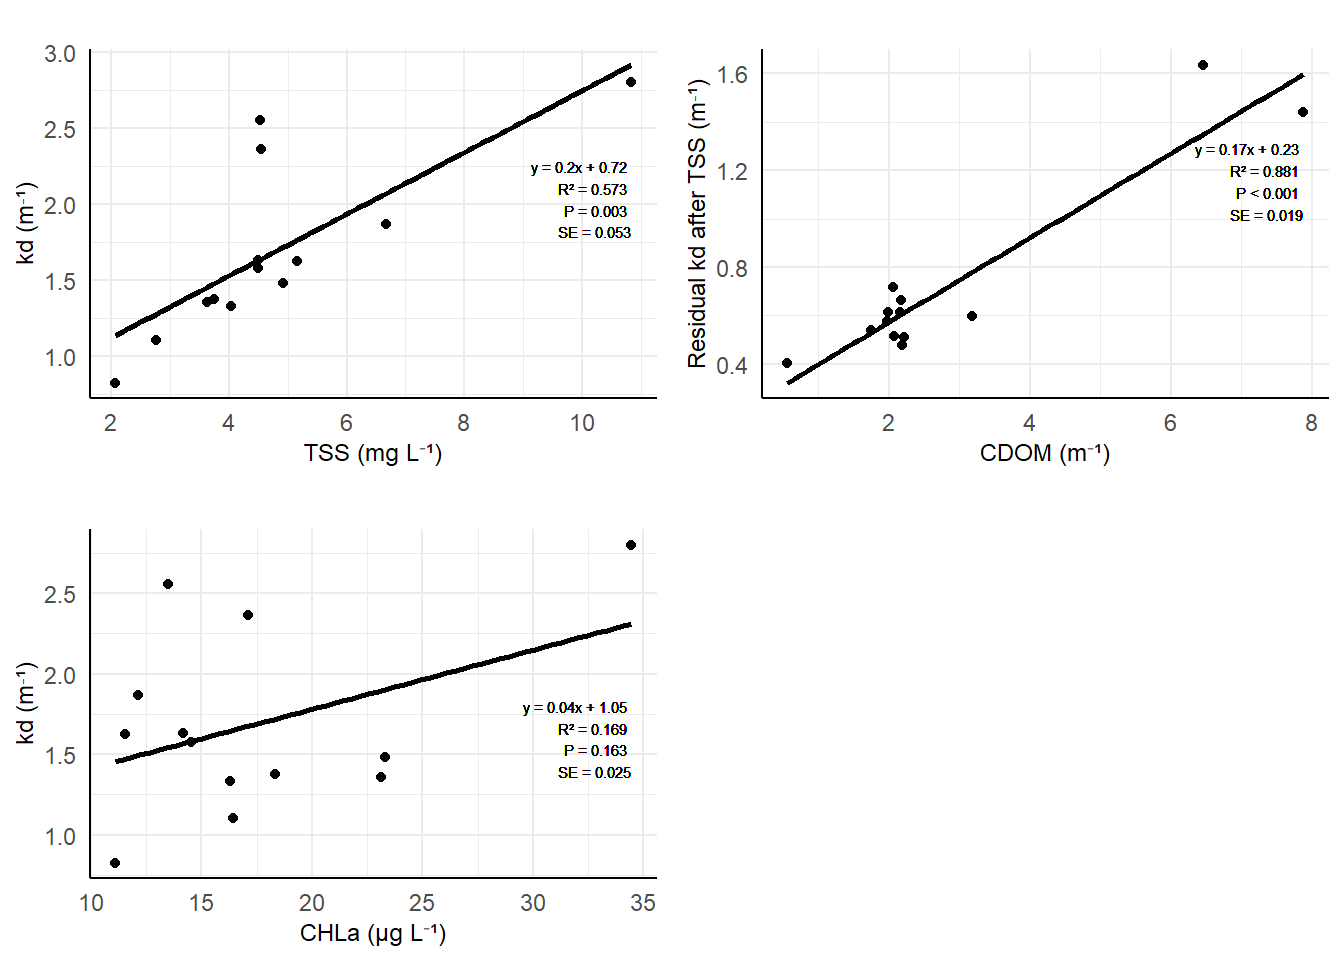 3.0
2.5
2.0
1.5
1.0
kd (m⁻¹)
y = 0.2x + 0.72
R² = 0.573
P = 0.003
SE = 0.053
2 4 6 8 10
TSS (mg L⁻¹)
1.6
1.2
0.8
0.4
Residual kd after TSS (m⁻¹)
y = 0.17x + 0.23
R² = 0.881
P < 0.001
SE = 0.019
2 4 6 8
CDOM (m⁻¹)
2.5
2.0
1.5
1.0
kd (m⁻¹)
y = 0.04x + 1.05
R² = 0.169
P = 0.163
SE = 0.025
10 15 20 25 30 35
CHLa (µg L⁻¹)